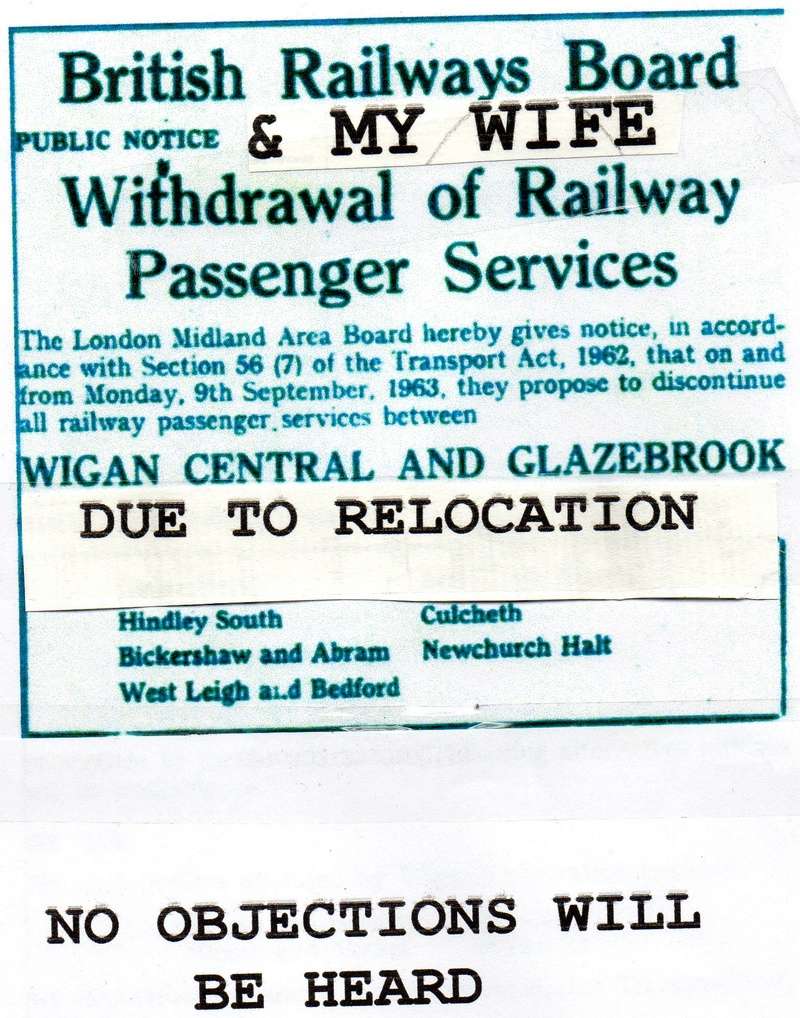 British Railways Board
PUBLIC NOTICE & MY WIFE
Withdrawal of Railway
Passenger Services
The London Midland Area Board hereby gives notice, in accord-
ance with Section 56 (7) of the Transport Act, 1962, that on and
from Monday, 9th September, 1963, they propose to discontinue
all railway passenger services between
WIGAN CENTRAL AND GLAZEBROOK
DUE TO RELOCATION
Hindley South Culcheth
Bickershaw and Abram Newchurch Halt
West Leigh and Bedford
NO OBJECTIONS WILL
BE HEARD